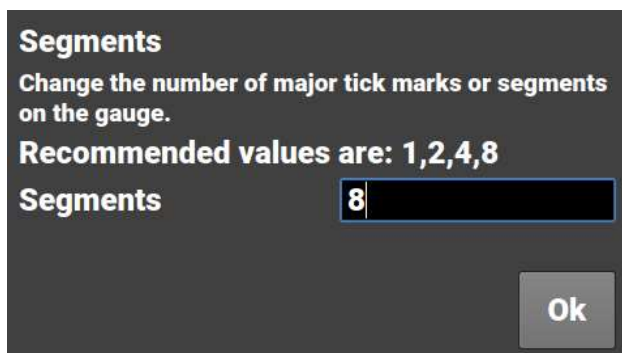 Segments
Change the number of major tick marks or segments
on the gauge.
Recommended values are: 1,2,4,8
Segments 8
Ok